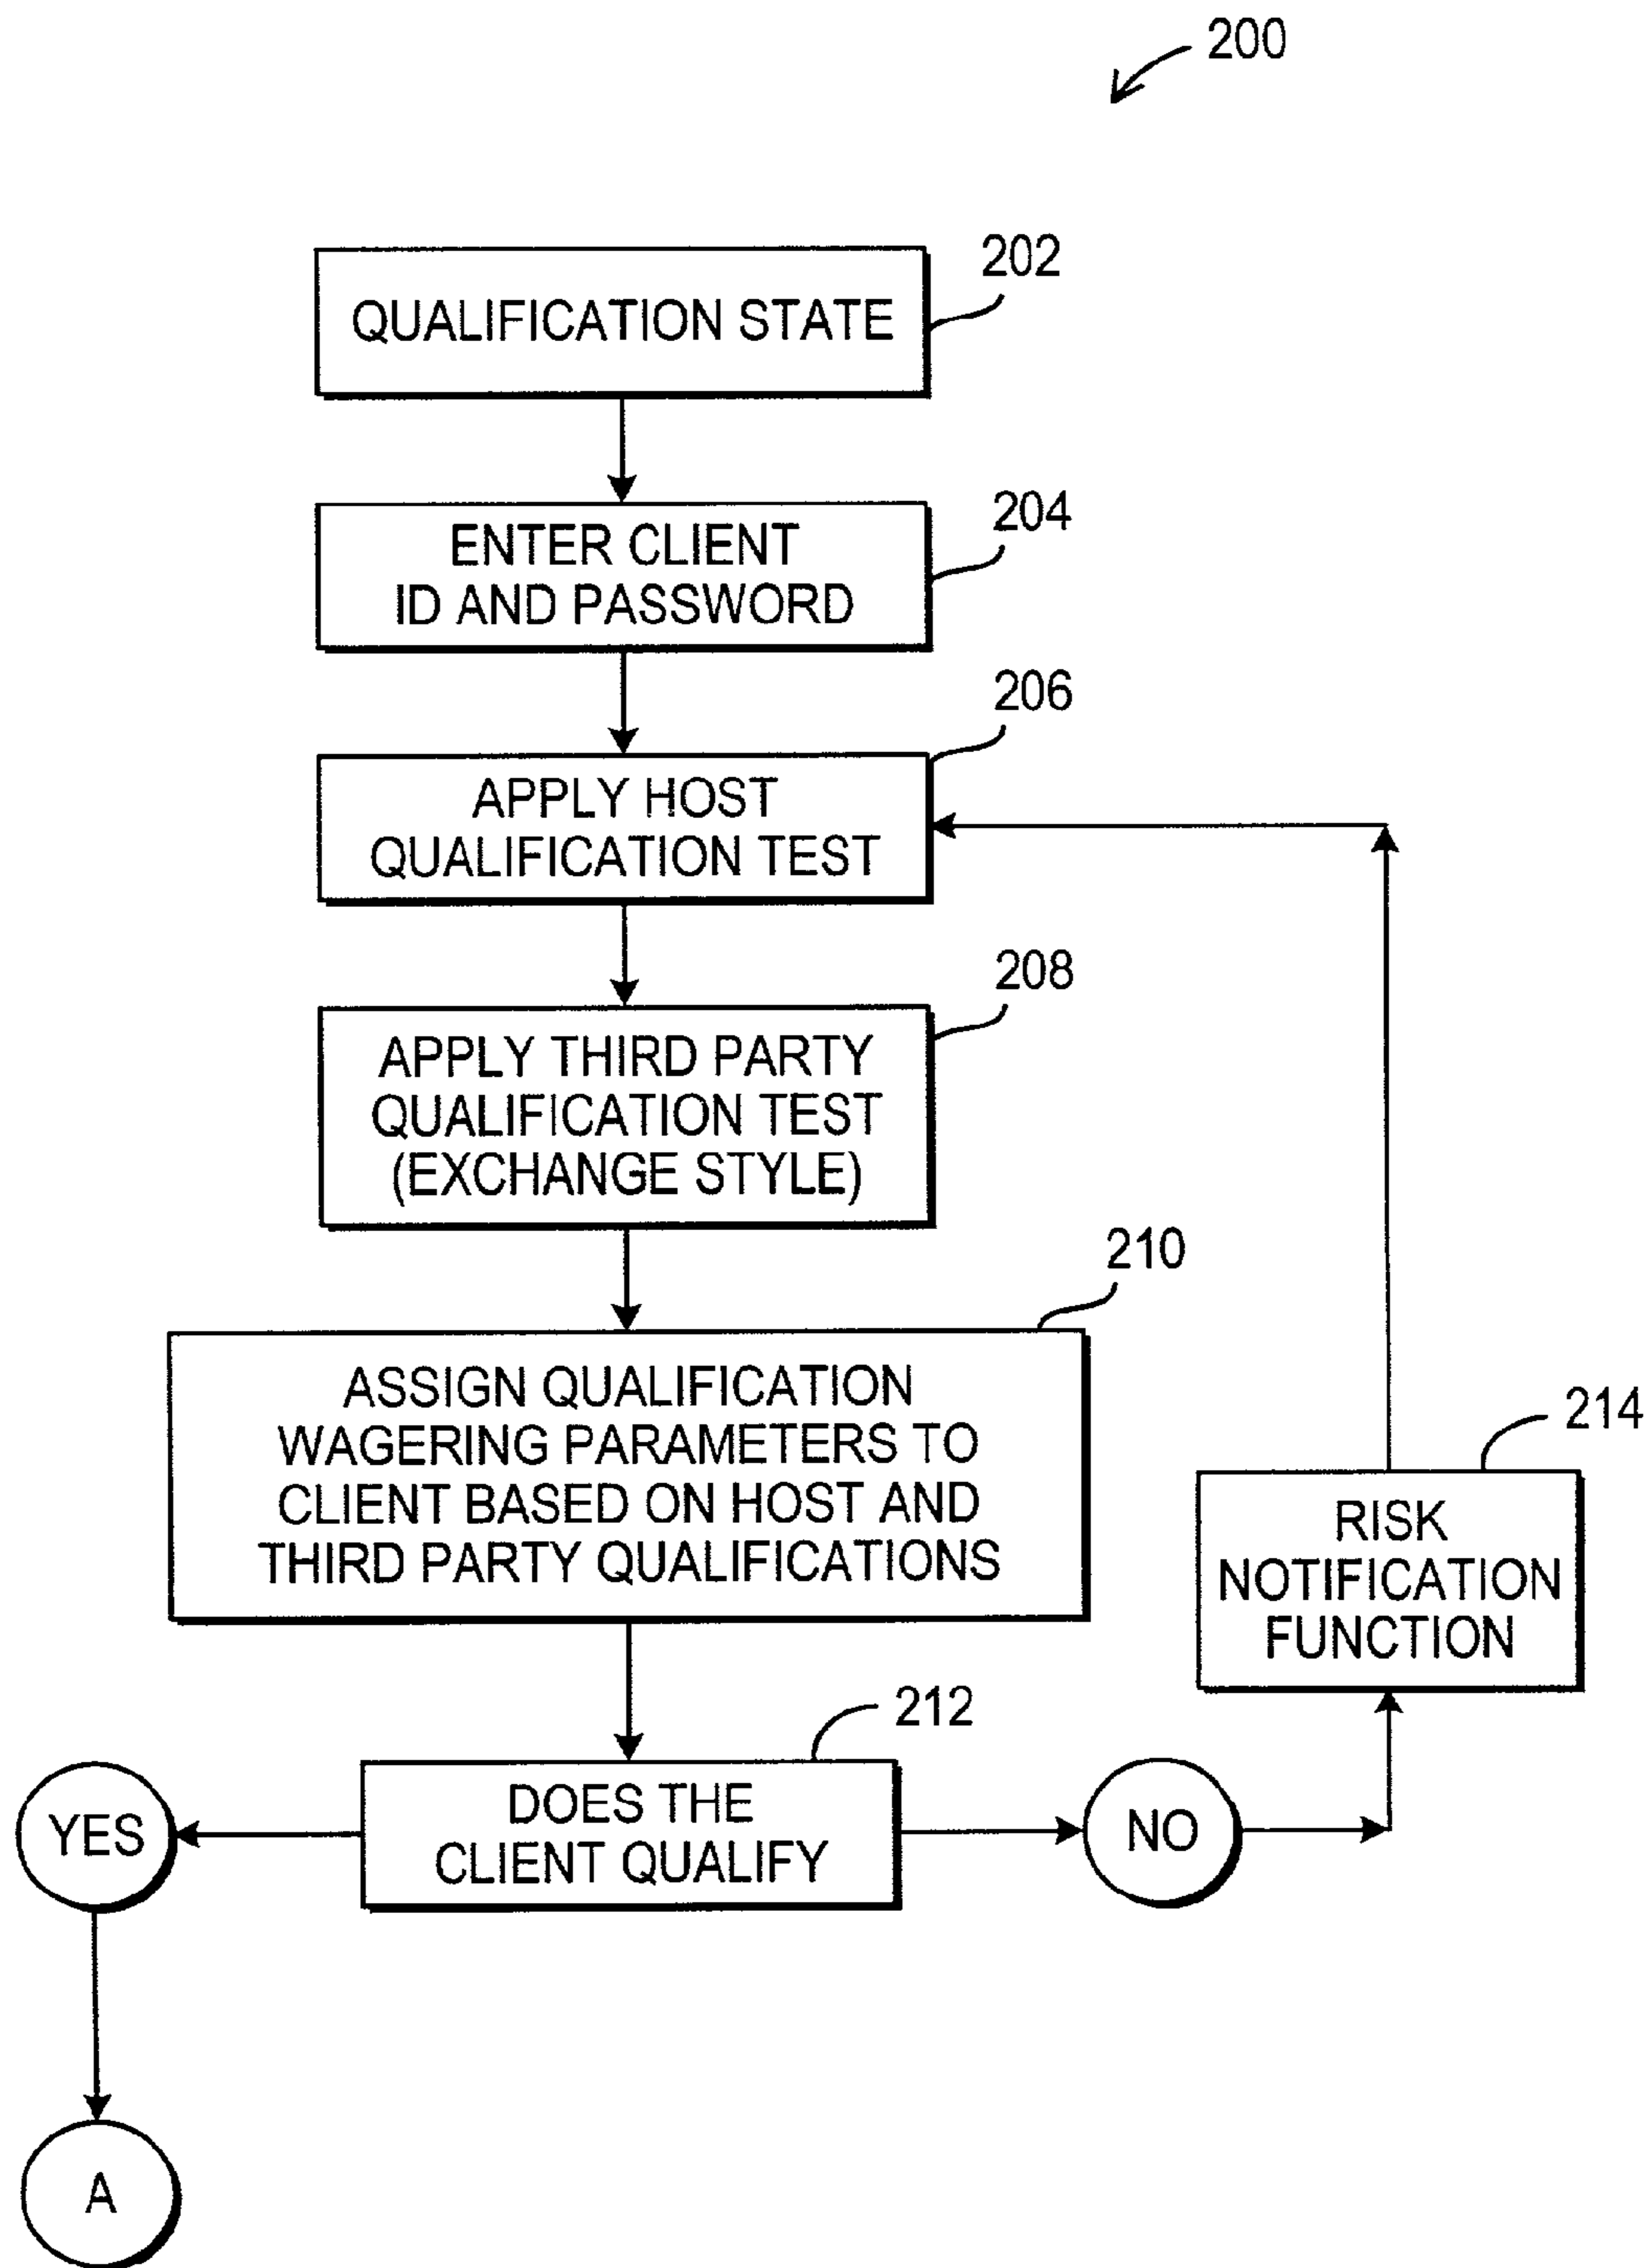 200
202
QUALIFICATION STATE
204
ENTER CLIENT
ID AND PASSWORD
206
APPLY HOST
QUALIFICATION TEST
208
APPLY THIRD PARTY
QUALIFICATION TEST
(EXCHANGE STYLE)
210
ASSIGN QUALIFICATION
WAGERING PARAMETERS TO
CLIENT BASED ON HOST AND
THIRD PARTY QUALIFICATIONS
214
RISK
NOTIFICATION
FUNCTION
212
YES
DOES THE
CLIENT QUALIFY
NO
A